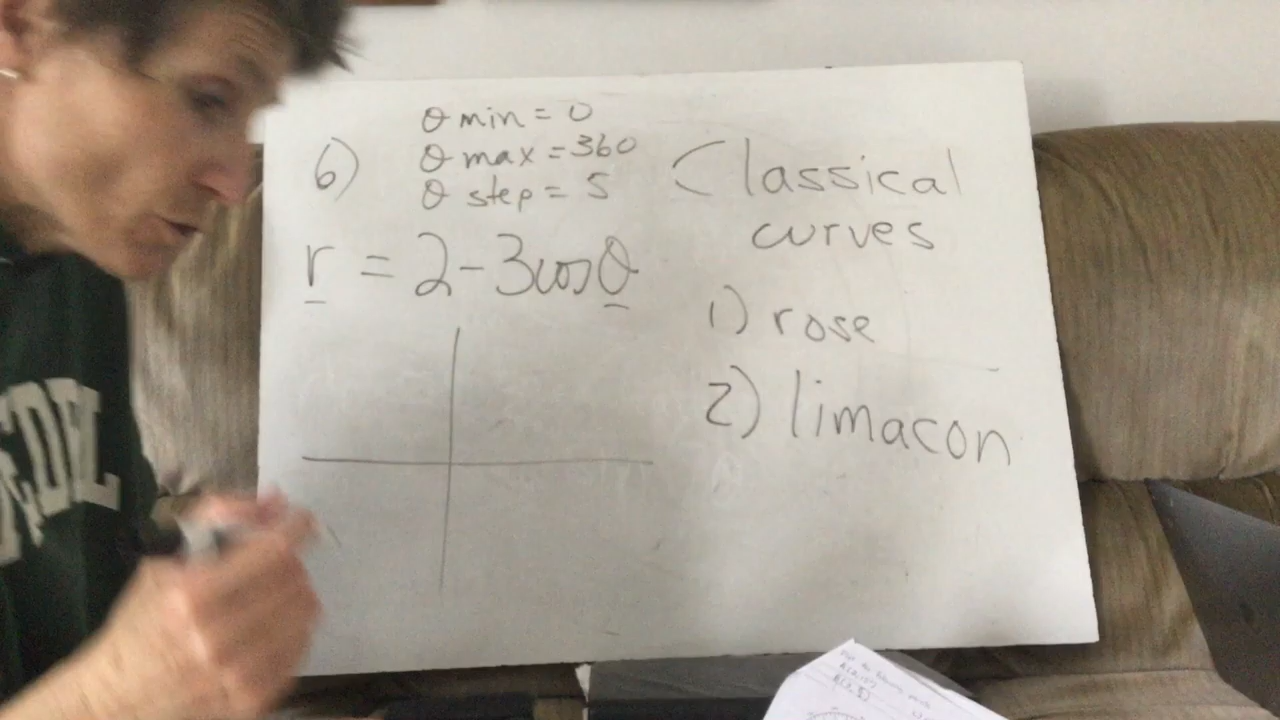 6)
θ min = 0
θ max = 360
θ step = 5
r = 2 - 3cosθ
Classical
curves
1) rose
2) limacon